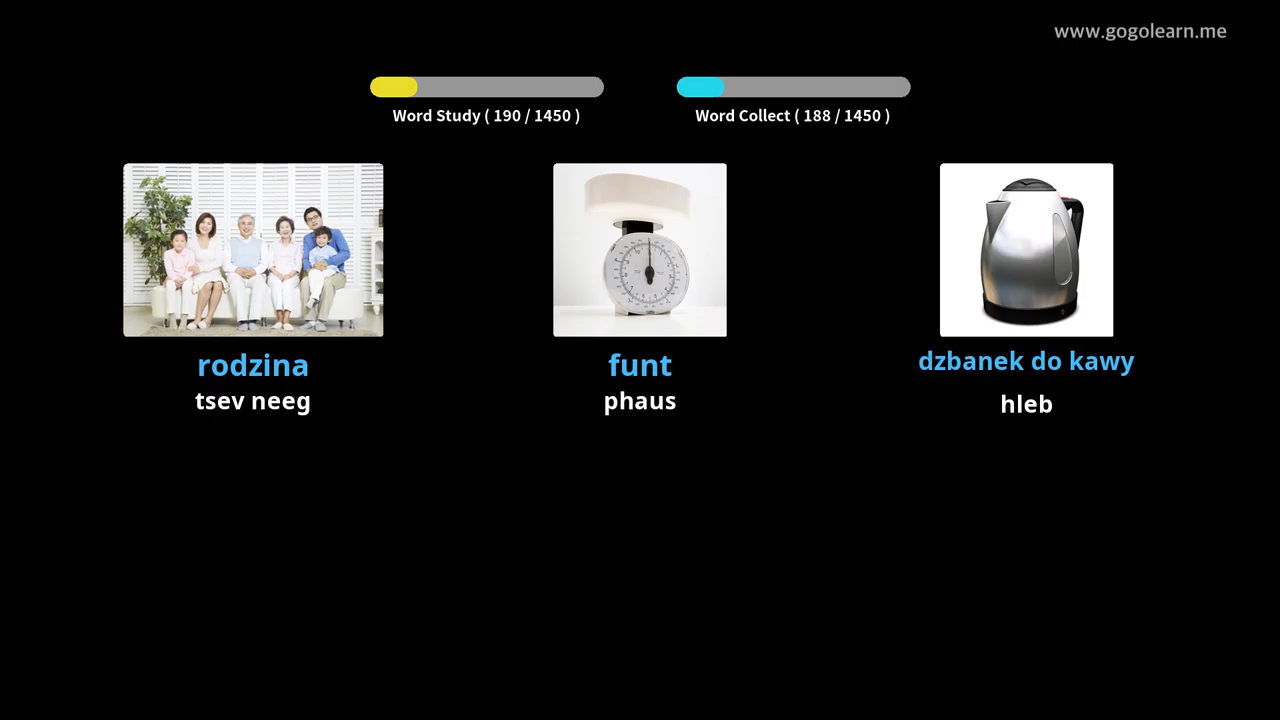 www.gogolearn.me
Word Study ( 190 / 1450 )
Word Collect ( 188 / 1450 )
rodzina
tsev neeg
funt
phaus
dzbanek do kawy
hleb